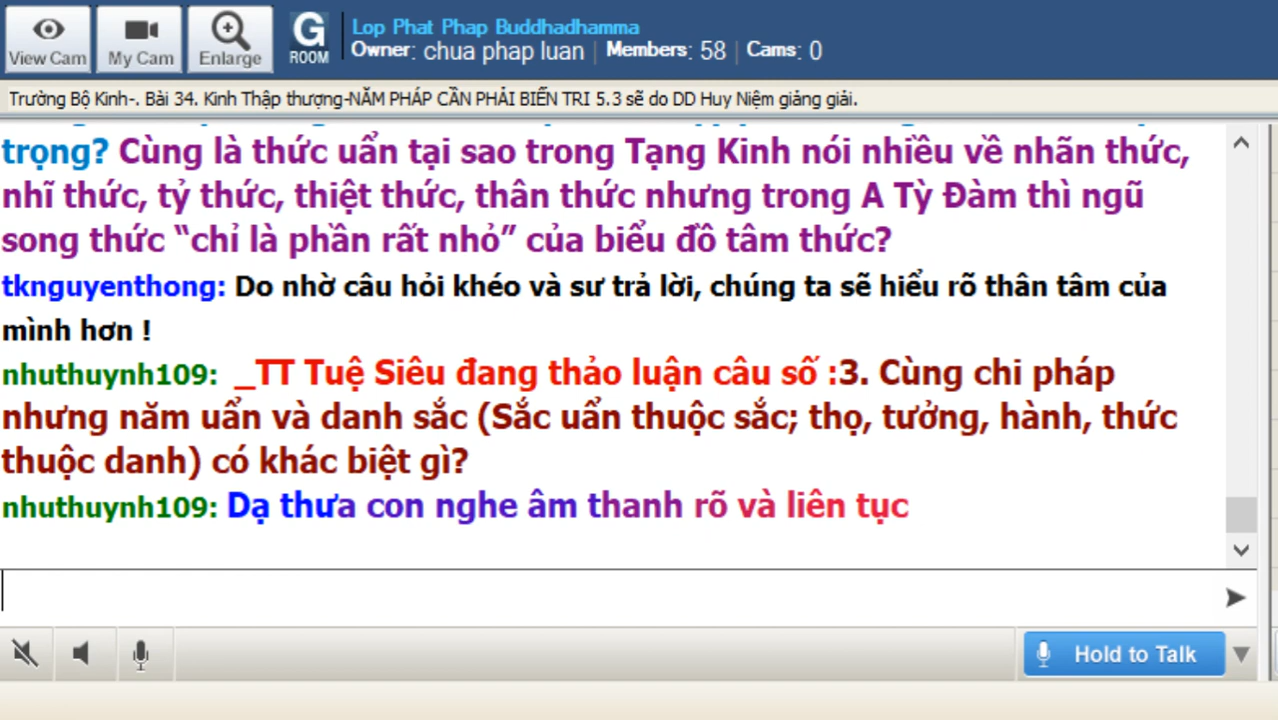 View Cam
My Cam
Enlarge
G
ROOM
Lop Phat Phap Buddhadhamma
Owner: chua phap luan | Members: 58 | Cams: 0
Trường Bộ Kinh-. Bài 34. Kinh Thập thượng-NĂM PHÁP CẦN PHẢI BIẾN TRI 5.3 sẽ do DD Huy Niệm giảng giải.
trọng? Cùng là thức uẩn tại sao trong Tạng Kinh nói nhiều về nhãn thức,
nhĩ thức, tỷ thức, thiệt thức, thân thức nhưng trong A Tỳ Đàm thì ngũ
song thức “chỉ là phần rất nhỏ” của biểu đồ tâm thức?
tknguyenthong: Do nhờ câu hỏi khéo và sư trả lời, chúng ta sẽ hiểu rõ thân tâm của
mình hơn !
nhuthuynh109: _TT Tuệ Siêu đang thảo luận câu số :3. Cùng chi pháp
nhưng năm uẩn và danh sắc (Sắc uẩn thuộc sắc; thọ, tưởng, hành, thức
thuộc danh) có khác biệt gì?
nhuthuynh109: Dạ thưa con nghe âm thanh rõ và liên tục
Hold to Talk